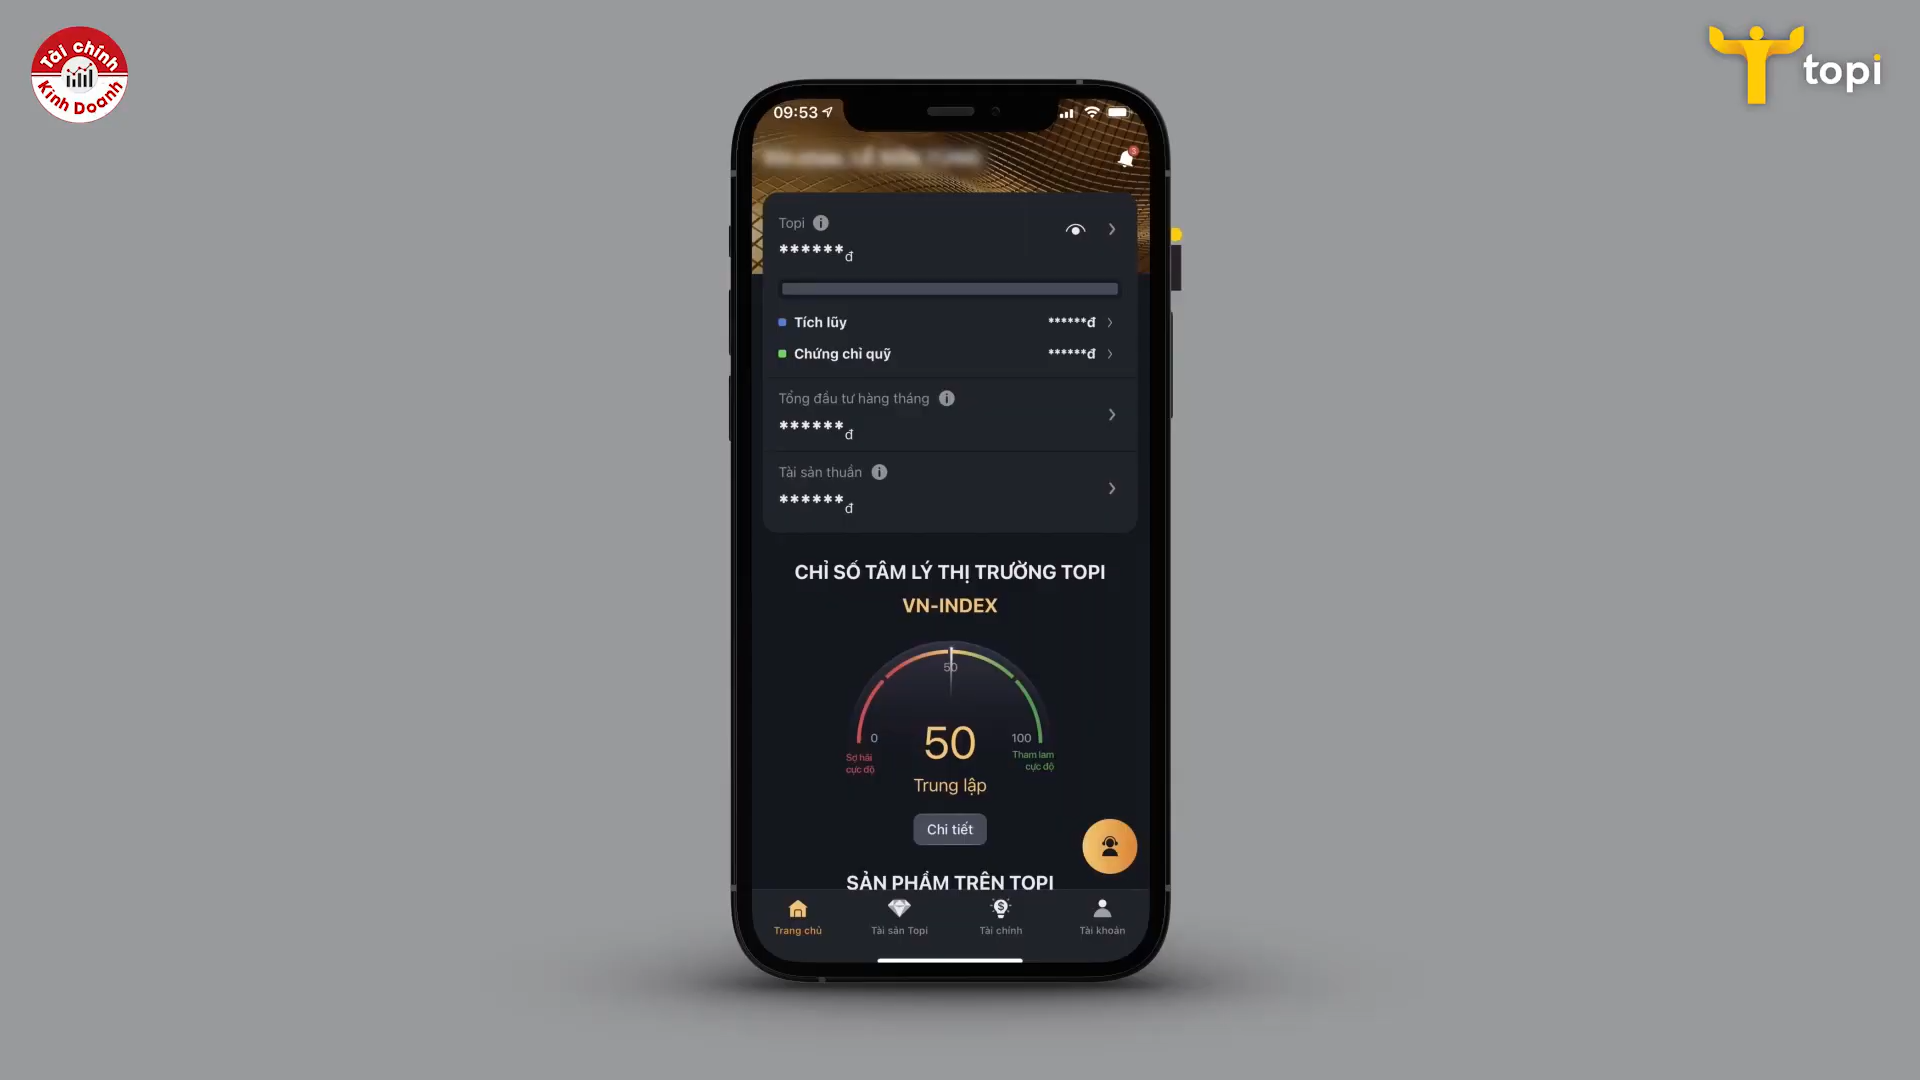 Tài chính
Kinh Doanh
topi
09:53
3
Topi
******đ
Tích lũy ******đ
Chứng chỉ quỹ ******đ
Tổng đầu tư hàng tháng
******đ
Tài sản thuần
******đ
CHỈ SỐ TÂM LÝ THỊ TRƯỜNG TOPI
VN-INDEX
50
0 50 100
Sợ hãi cực độ
Tham lam cực độ
Trung lập
Chi tiết
SẢN PHẨM TRÊN TOPI
Trang chủ Tài sản Topi Tài chính Tài khoản